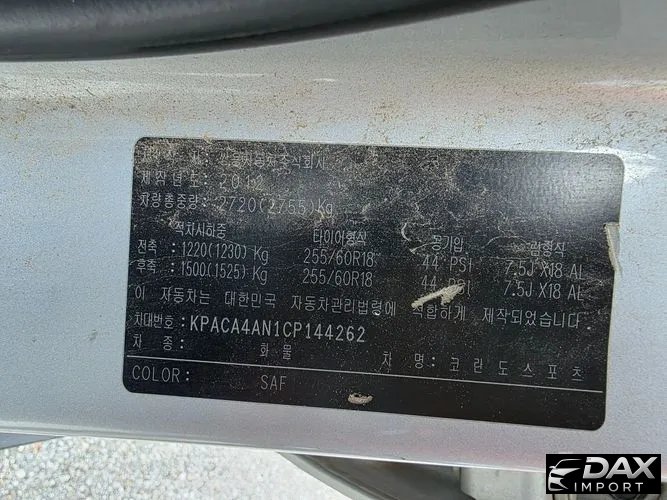 제작년도: 2012
차량총중량: 2720(2755)Kg
적차시하중 타이어형식 공기압 림형식
전축: 1220(1230) Kg 255/60R18 44 PSI 7.5J X18 AL
후축: 1500(1525) Kg 255/60R18 44 PSI 7.5J X18 AL
이 자동차는 대한민국 자동차관리법령에 적합하게 제작되었습니다.
차대번호: KPACA4AN1CP144262
차 종: 화물 차 명: 코란도스포츠
COLOR: SAF
DAX
IMPORT